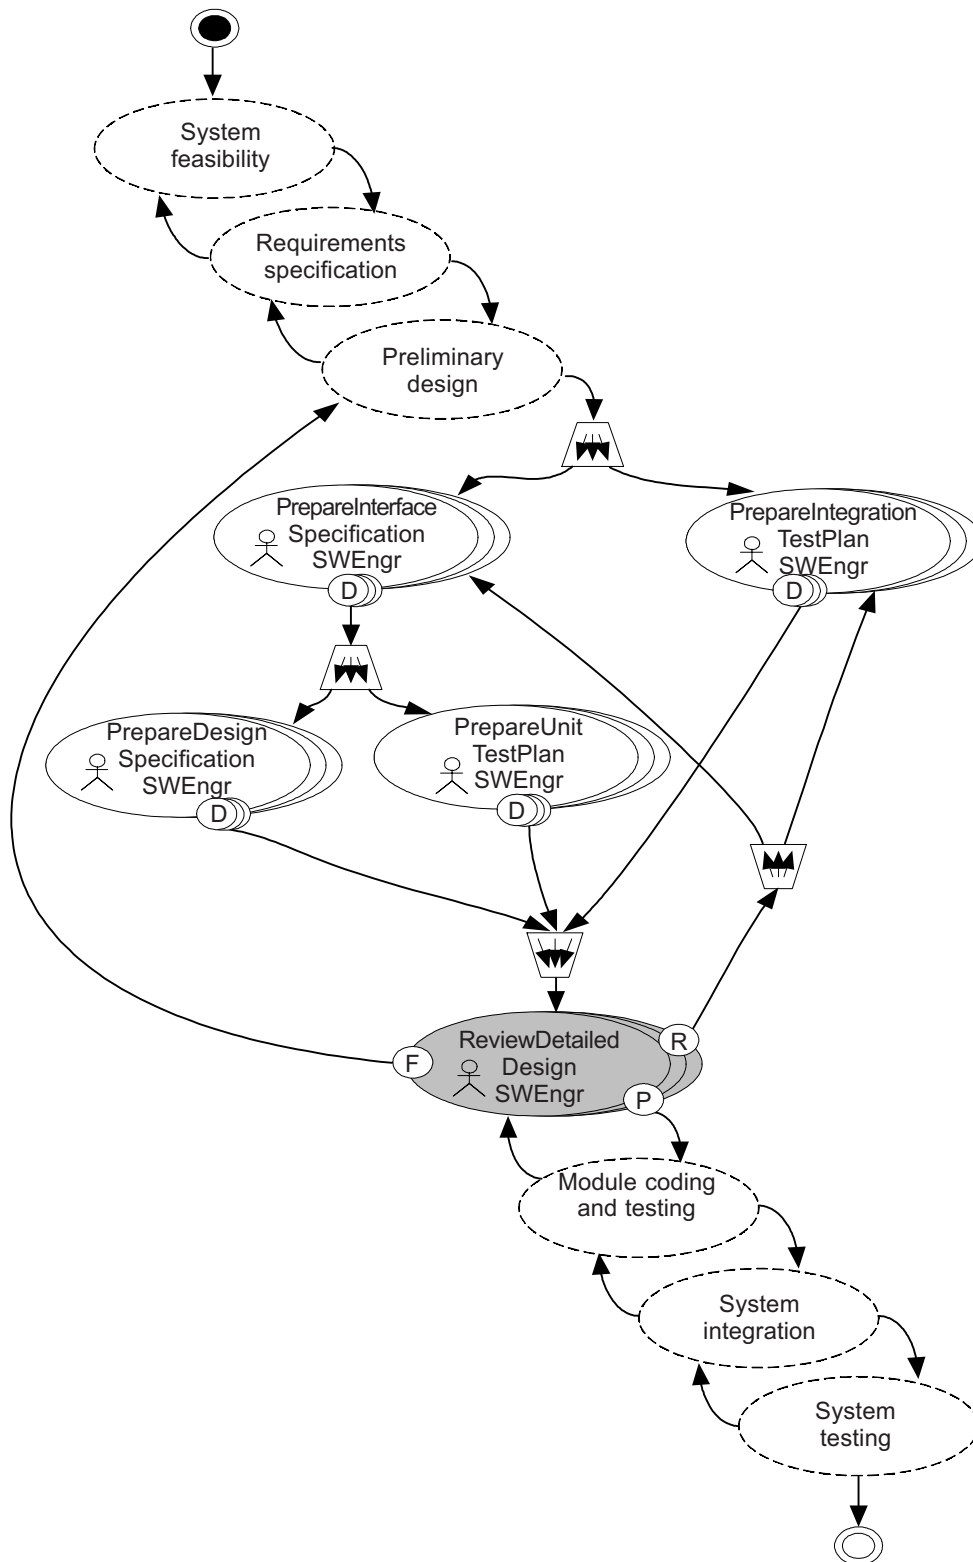 System
feasibility
Requirements
specification
Preliminary
design
PrepareInterface
Specification
SWEngr
D
PrepareIntegration
TestPlan
SWEngr
D
PrepareDesign
Specification
SWEngr
D
PrepareUnit
TestPlan
SWEngr
D
ReviewDetailed
Design
SWEngr
F
R
P
Module coding
and testing
System
integration
System
testing